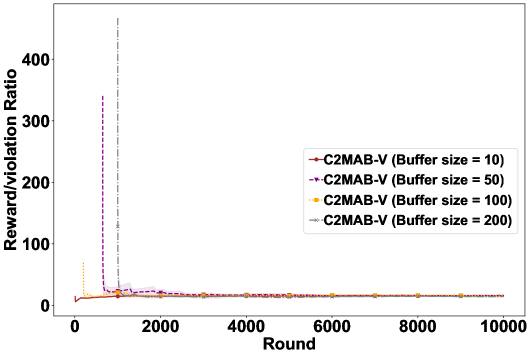 Reward/violation Ratio
400
300
200
100
0
C2MAB-V (Buffer size = 10)
C2MAB-V (Buffer size = 50)
C2MAB-V (Buffer size = 100)
C2MAB-V (Buffer size = 200)
0 2000 4000 6000 8000 10000
Round